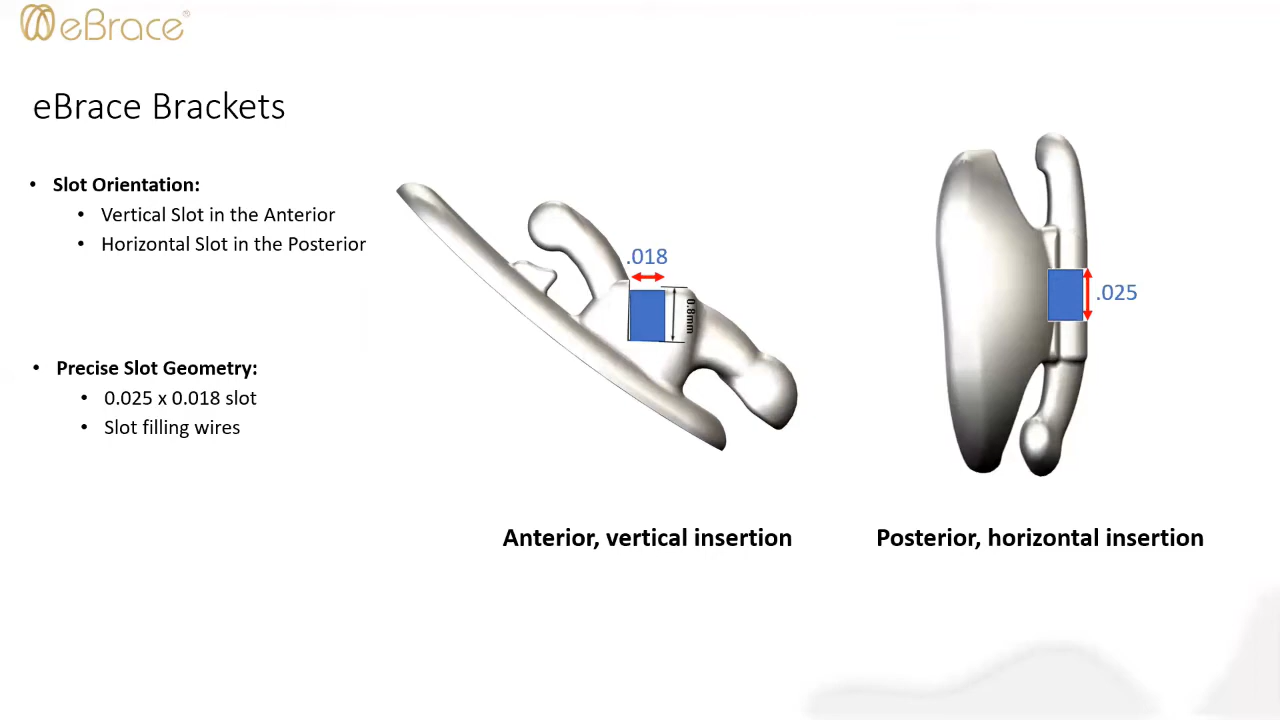 eBrace®
eBrace Brackets
• Slot Orientation:
• Vertical Slot in the Anterior
• Horizontal Slot in the Posterior
• Precise Slot Geometry:
• 0.025 x 0.018 slot
• Slot filling wires
.018
0.8mm
.025
Anterior, vertical insertion
Posterior, horizontal insertion